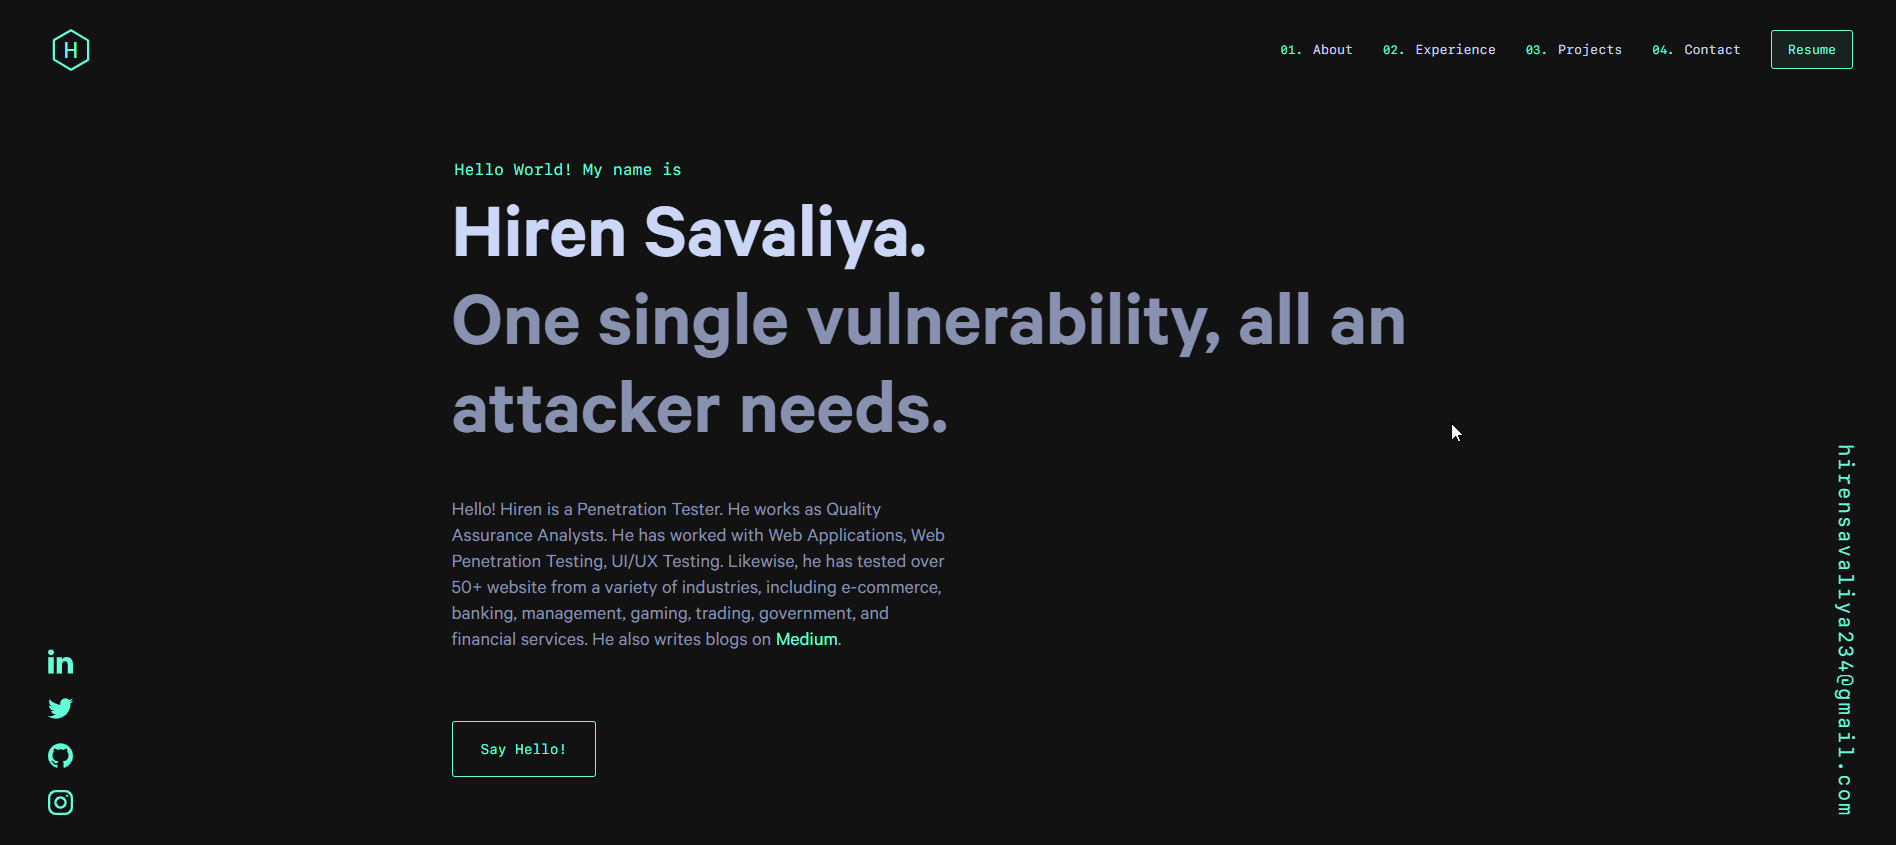 H
01. About 02. Experience 03. Projects 04. Contact Resume
Hello World! My name is
Hiren Savaliya.
One single vulnerability, all an
attacker needs.
Hello! Hiren is a Penetration Tester. He works as Quality
Assurance Analysts. He has worked with Web Applications, Web
Penetration Testing, UI/UX Testing. Likewise, he has tested over
50+ website from a variety of industries, including e-commerce,
banking, management, gaming, trading, government, and
financial services. He also writes blogs on Medium.
Say Hello!
in
hirensavaliya234@gmail.com